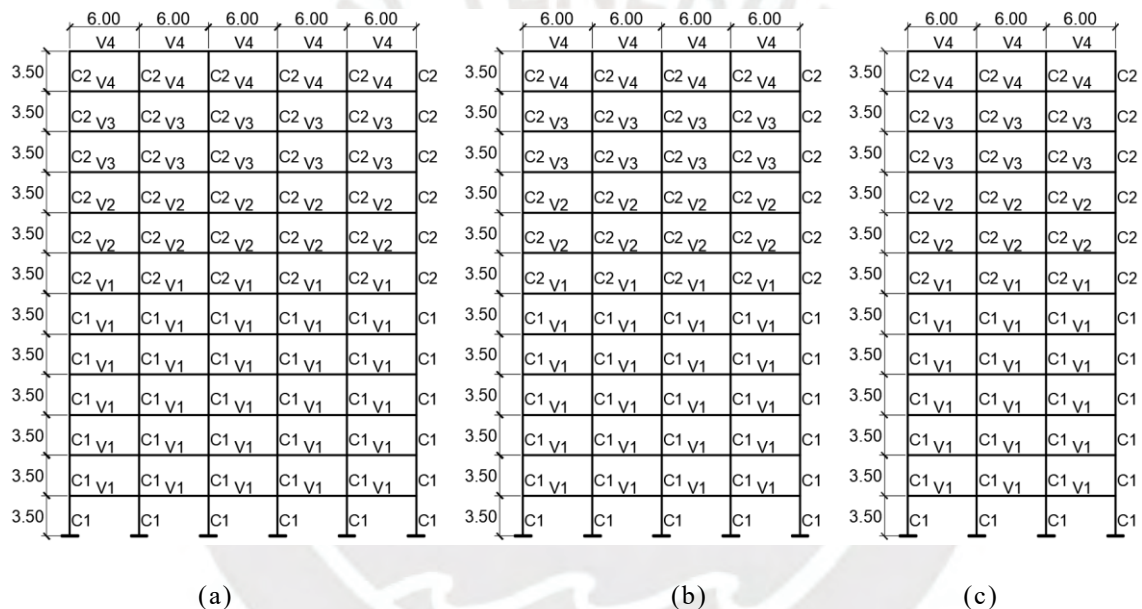 6.00 6.00 6.00 6.00 6.00
V4 V4 V4 V4 V4
3.50 C2 V4 C2 V4 C2 V4 C2 V4 C2 V4 C2
3.50 C2 V3 C2 V3 C2 V3 C2 V3 C2 V3 C2
3.50 C2 V3 C2 V3 C2 V3 C2 V3 C2 V3 C2
3.50 C2 V2 C2 V2 C2 V2 C2 V2 C2 V2 C2
3.50 C2 V2 C2 V2 C2 V2 C2 V2 C2 V2 C2
3.50 C2 V1 C2 V1 C2 V1 C2 V1 C2 V1 C2
3.50 C1 V1 C1 V1 C1 V1 C1 V1 C1 V1 C1
3.50 C1 V1 C1 V1 C1 V1 C1 V1 C1 V1 C1
3.50 C1 V1 C1 V1 C1 V1 C1 V1 C1 V1 C1
3.50 C1 V1 C1 V1 C1 V1 C1 V1 C1 V1 C1
3.50 C1 V1 C1 V1 C1 V1 C1 V1 C1 V1 C1
3.50 C1 C1 C1 C1 C1 C1
(a)
6.00 6.00 6.00 6.00
V4 V4 V4 V4
3.50 C2 V4 C2 V4 C2 V4 C2 V4 C2
3.50 C2 V3 C2 V3 C2 V3 C2 V3 C2
3.50 C2 V3 C2 V3 C2 V3 C2 V3 C2
3.50 C2 V2 C2 V2 C2 V2 C2 V2 C2
3.50 C2 V2 C2 V2 C2 V2 C2 V2 C2
3.50 C2 V1 C2 V1 C2 V1 C2 V1 C2
3.50 C1 V1 C1 V1 C1 V1 C1 V1 C1
3.50 C1 V1 C1 V1 C1 V1 C1 V1 C1
3.50 C1 V1 C1 V1 C1 V1 C1 V1 C1
3.50 C1 V1 C1 V1 C1 V1 C1 V1 C1
3.50 C1 V1 C1 V1 C1 V1 C1 V1 C1
3.50 C1 C1 C1 C1 C1
(b)
6.00 6.00 6.00
V4 V4 V4
3.50 C2 V4 C2 V4 C2 V4 C2
3.50 C2 V3 C2 V3 C2 V3 C2
3.50 C2 V3 C2 V3 C2 V3 C2
3.50 C2 V2 C2 V2 C2 V2 C2
3.50 C2 V2 C2 V2 C2 V2 C2
3.50 C2 V1 C2 V1 C2 V1 C2
3.50 C1 V1 C1 V1 C1 V1 C1
3.50 C1 V1 C1 V1 C1 V1 C1
3.50 C1 V1 C1 V1 C1 V1 C1
3.50 C1 V1 C1 V1 C1 V1 C1
3.50 C1 V1 C1 V1 C1 V1 C1
3.50 C1 C1 C1 C1
(c)